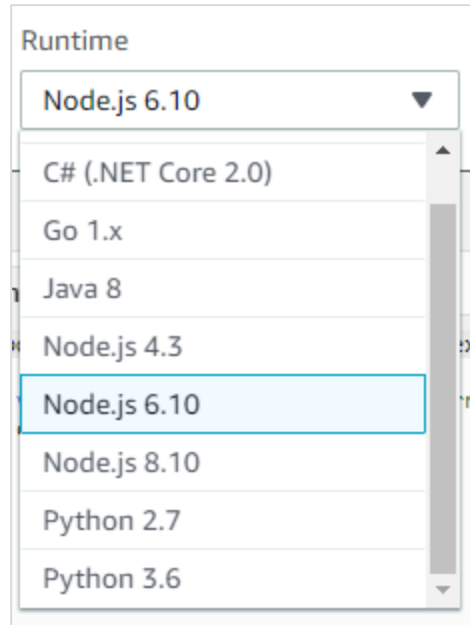 Runtime
Node.js 6.10
C# (.NET Core 2.0)
Go 1.x
Java 8
Node.js 4.3
Node.js 6.10
Node.js 8.10
Python 2.7
Python 3.6